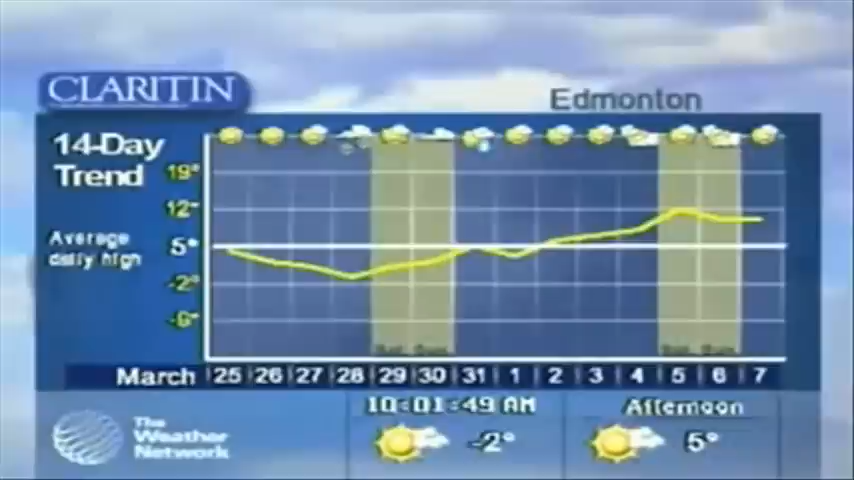 CLARITIN
Edmonton
14-Day
Trend
19°
12°
Average
daily high
5°
-2°
-9°
Sat Sun
Sat Sun
March 25 26 27 28 29 30 31 1 2 3 4 5 6 7
10:01:49 AM
Afternoon
The
Weather
Network
-2°
5°